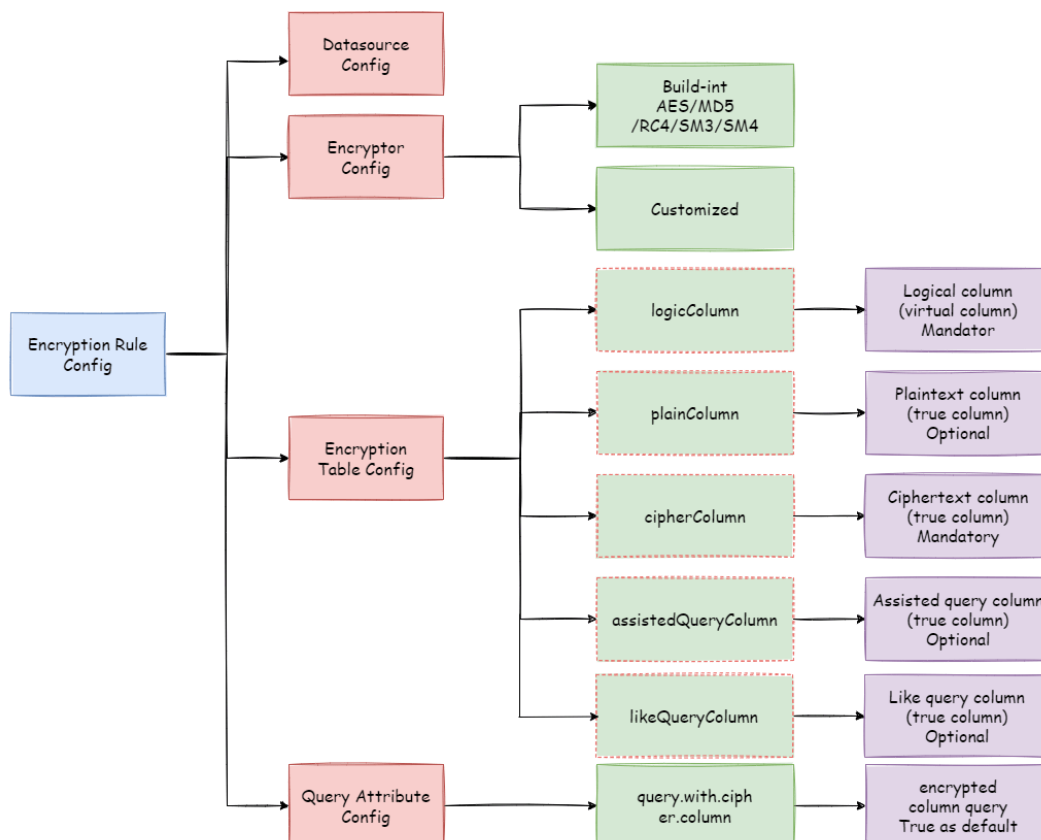 Datasource
Config
Build-int
AES/MD5
/RC4/SM3/SM4
Encryptor
Config
Customized
logicColumn
Logical column
(virtual column)
Mandator
Encryption Rule
Config
plainColumn
Plaintext column
(true column)
Optional
Encryption
Table Config
cipherColumn
Ciphertext column
(true column)
Mandatory
assistedQueryColumn
Assisted query column
(true column)
Optional
likeQueryColumn
Like query column
(true column)
Optional
Query Attribute
Config
query.with.ciph
er.column
encrypted
column query
True as default